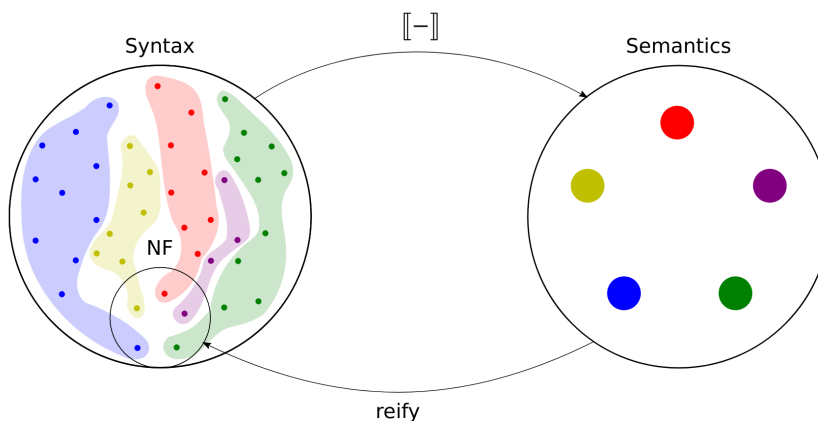 ⟦−⟧
Syntax
Semantics
NF
reify